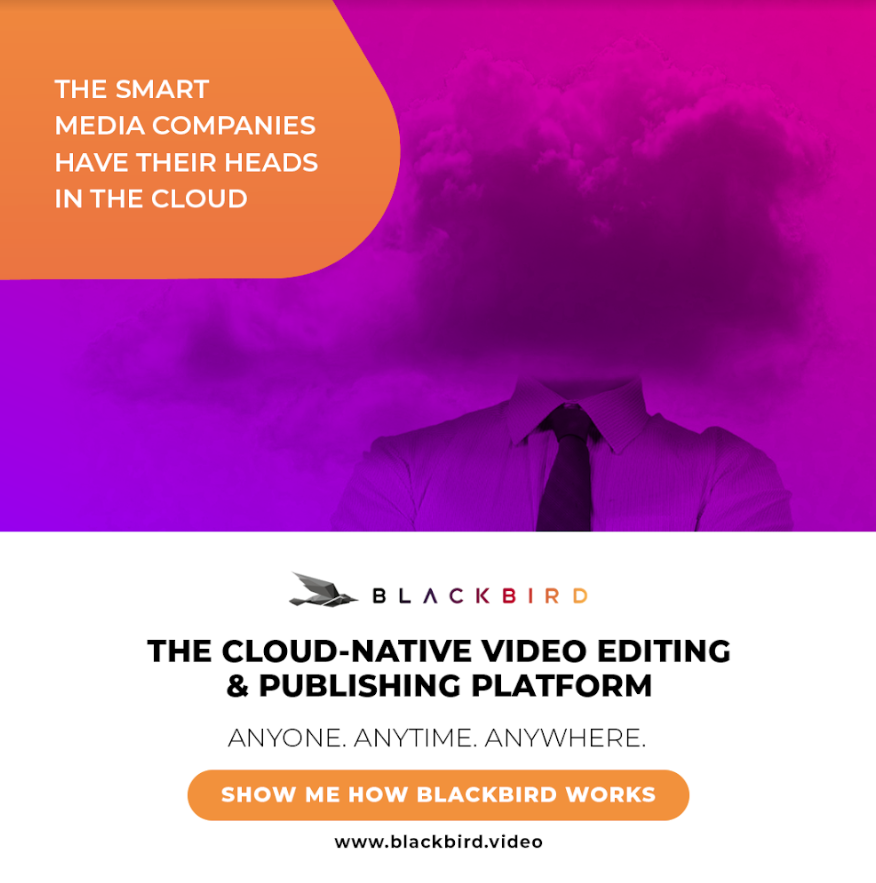 THE SMART
MEDIA COMPANIES
HAVE THEIR HEADS
IN THE CLOUD
BLACKBIRD
THE CLOUD-NATIVE VIDEO EDITING
& PUBLISHING PLATFORM
ANYONE. ANYTIME. ANYWHERE.
SHOW ME HOW BLACKBIRD WORKS
www.blackbird.video